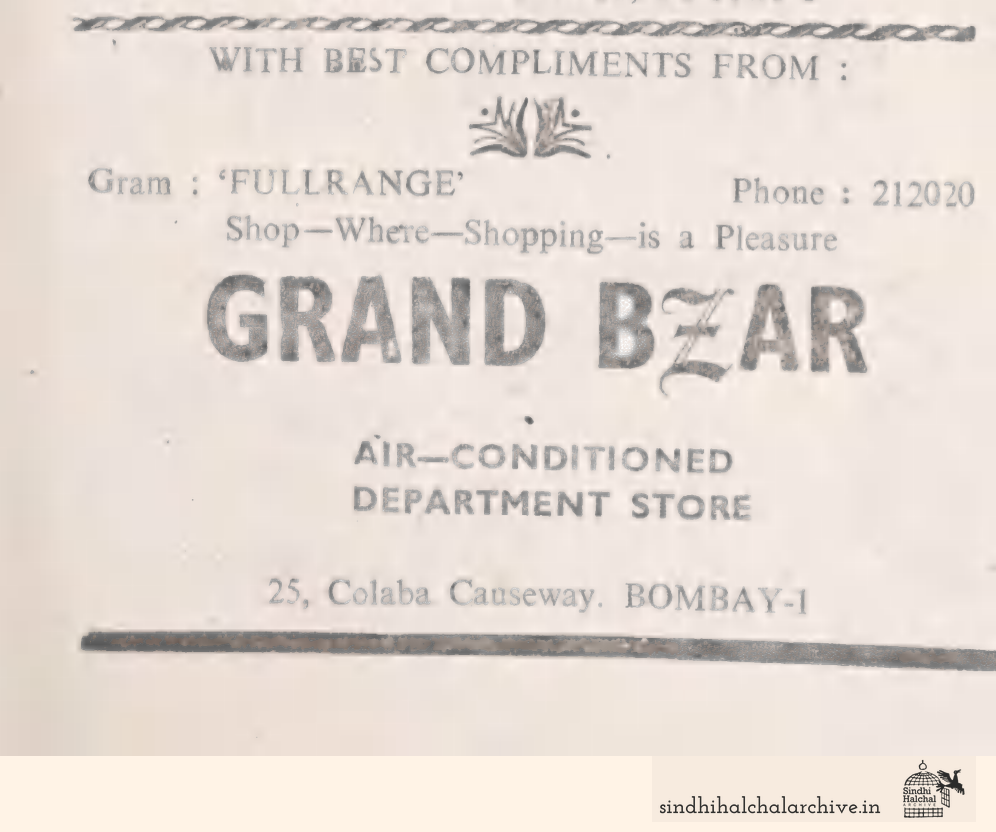 WITH BEST COMPLIMENTS FROM :
Gram : 'FULLRANGE' Phone : 212020
Shop—Where—Shopping—is a Pleasure
GRAND BZAR
AIR—CONDITIONED
DEPARTMENT STORE
25, Colaba Causeway. BOMBAY-1
sindhihalchalarchive.in
Sindhi
Halchal
ARCHIVE